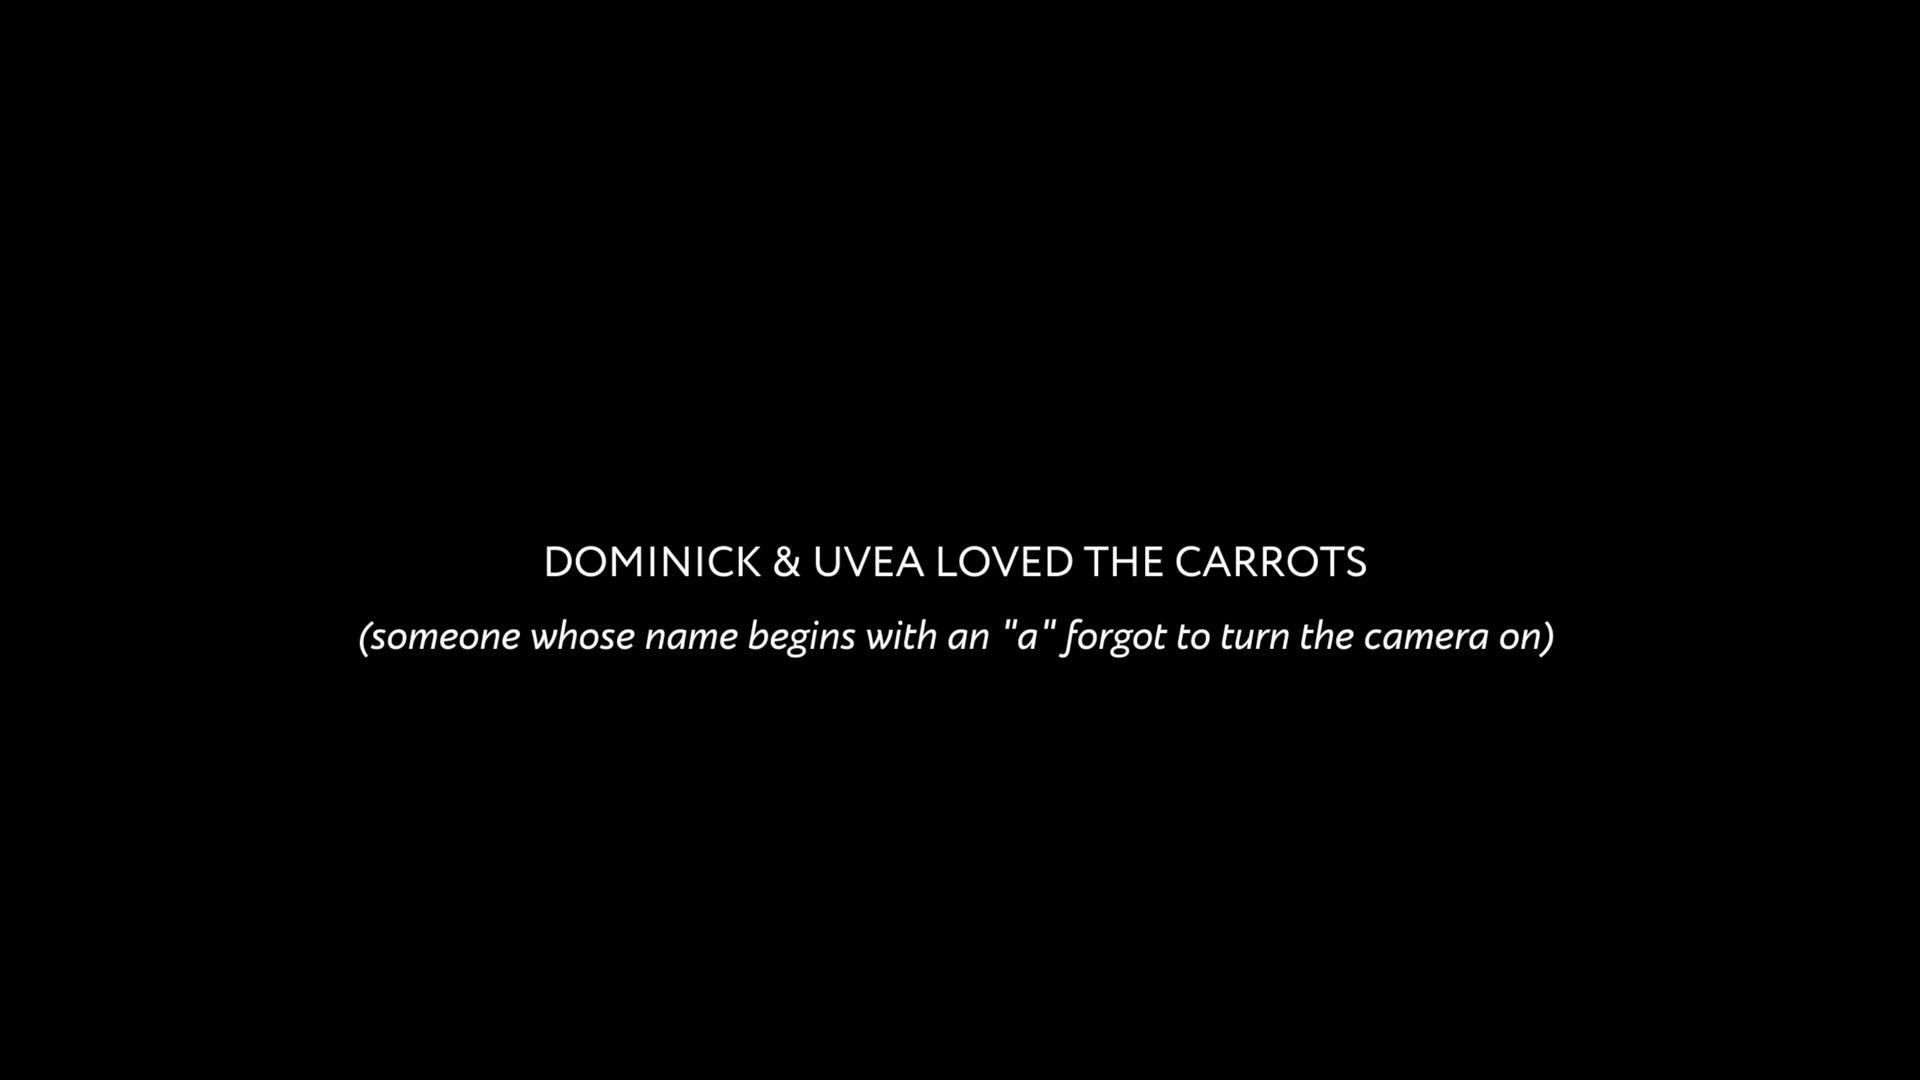 DOMINICK & UVEA LOVED THE CARROTS
(someone whose name begins with an "a" forgot to turn the camera on)